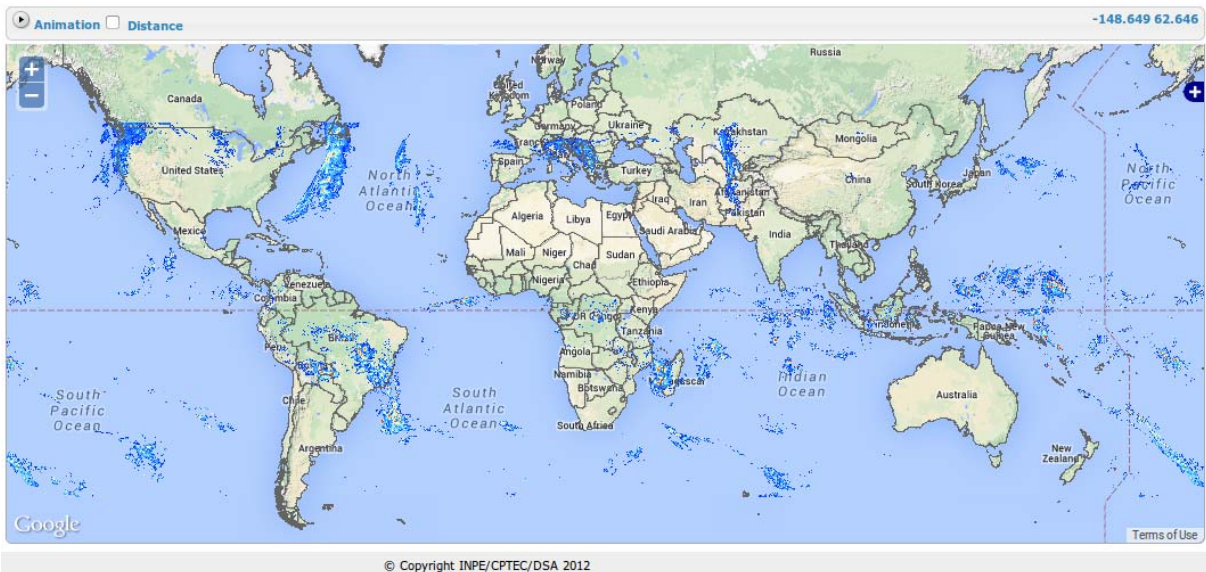 Animation Distance
-148.649 62.646
Russia
Norway
United
Kingdom
Canada
Poland
Germany
Ukraine
Kazakhstan
Mongolia
France
United States
Spain
Italy
Turkey
China
South Korea
Japan
North
Atlantic
Ocean
North
Pacific
Ocean
Afghanistan
Iraq
Iran
Pakistan
Algeria
Libya
Egypt
Saudi Arabia
India
Mexico
Mali
Niger
Chad
Sudan
Thailand
Nigeria
Ethiopia
Venezuela
Colombia
DR Congo
Kenya
Tanzania
Indonesia
Papua New
Guinea
Peru
Brazil
Angola
Namibia
Botswana
Madagascar
Indian
Ocean
Australia
South
Pacific
Ocean
Chile
South
Atlantic
Ocean
South Africa
Argentina
New
Zealand
Google
Terms of Use
© Copyright INPE/CPTEC/DSA 2012